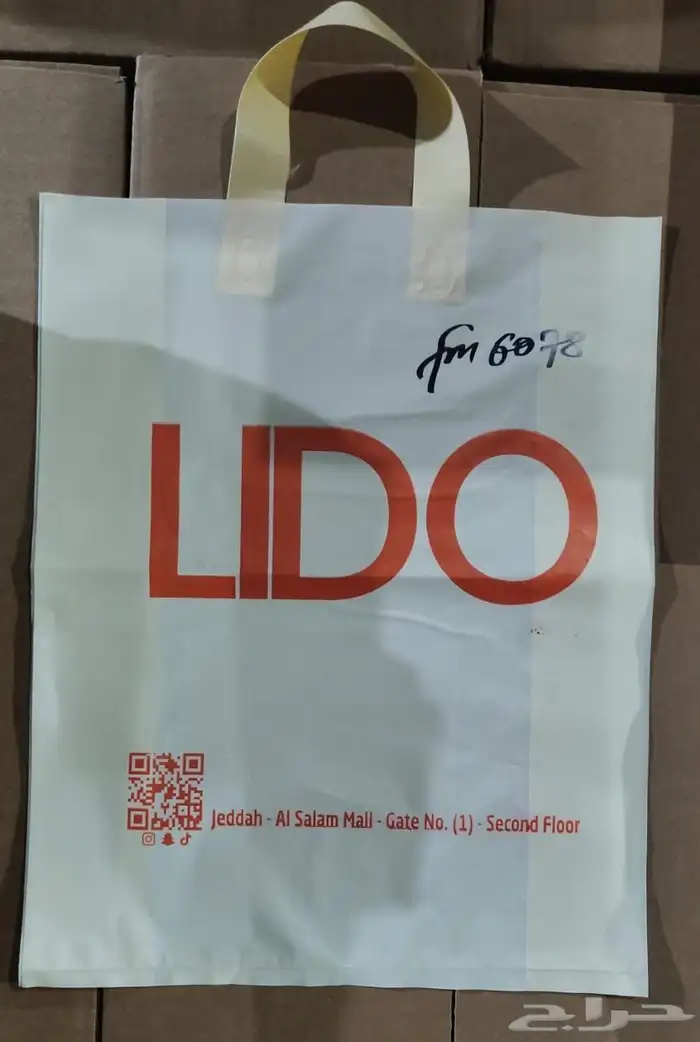 fm 6078
LIDO
Jeddah - Al Salam Mall - Gate No. (1) - Second Floor
حراج